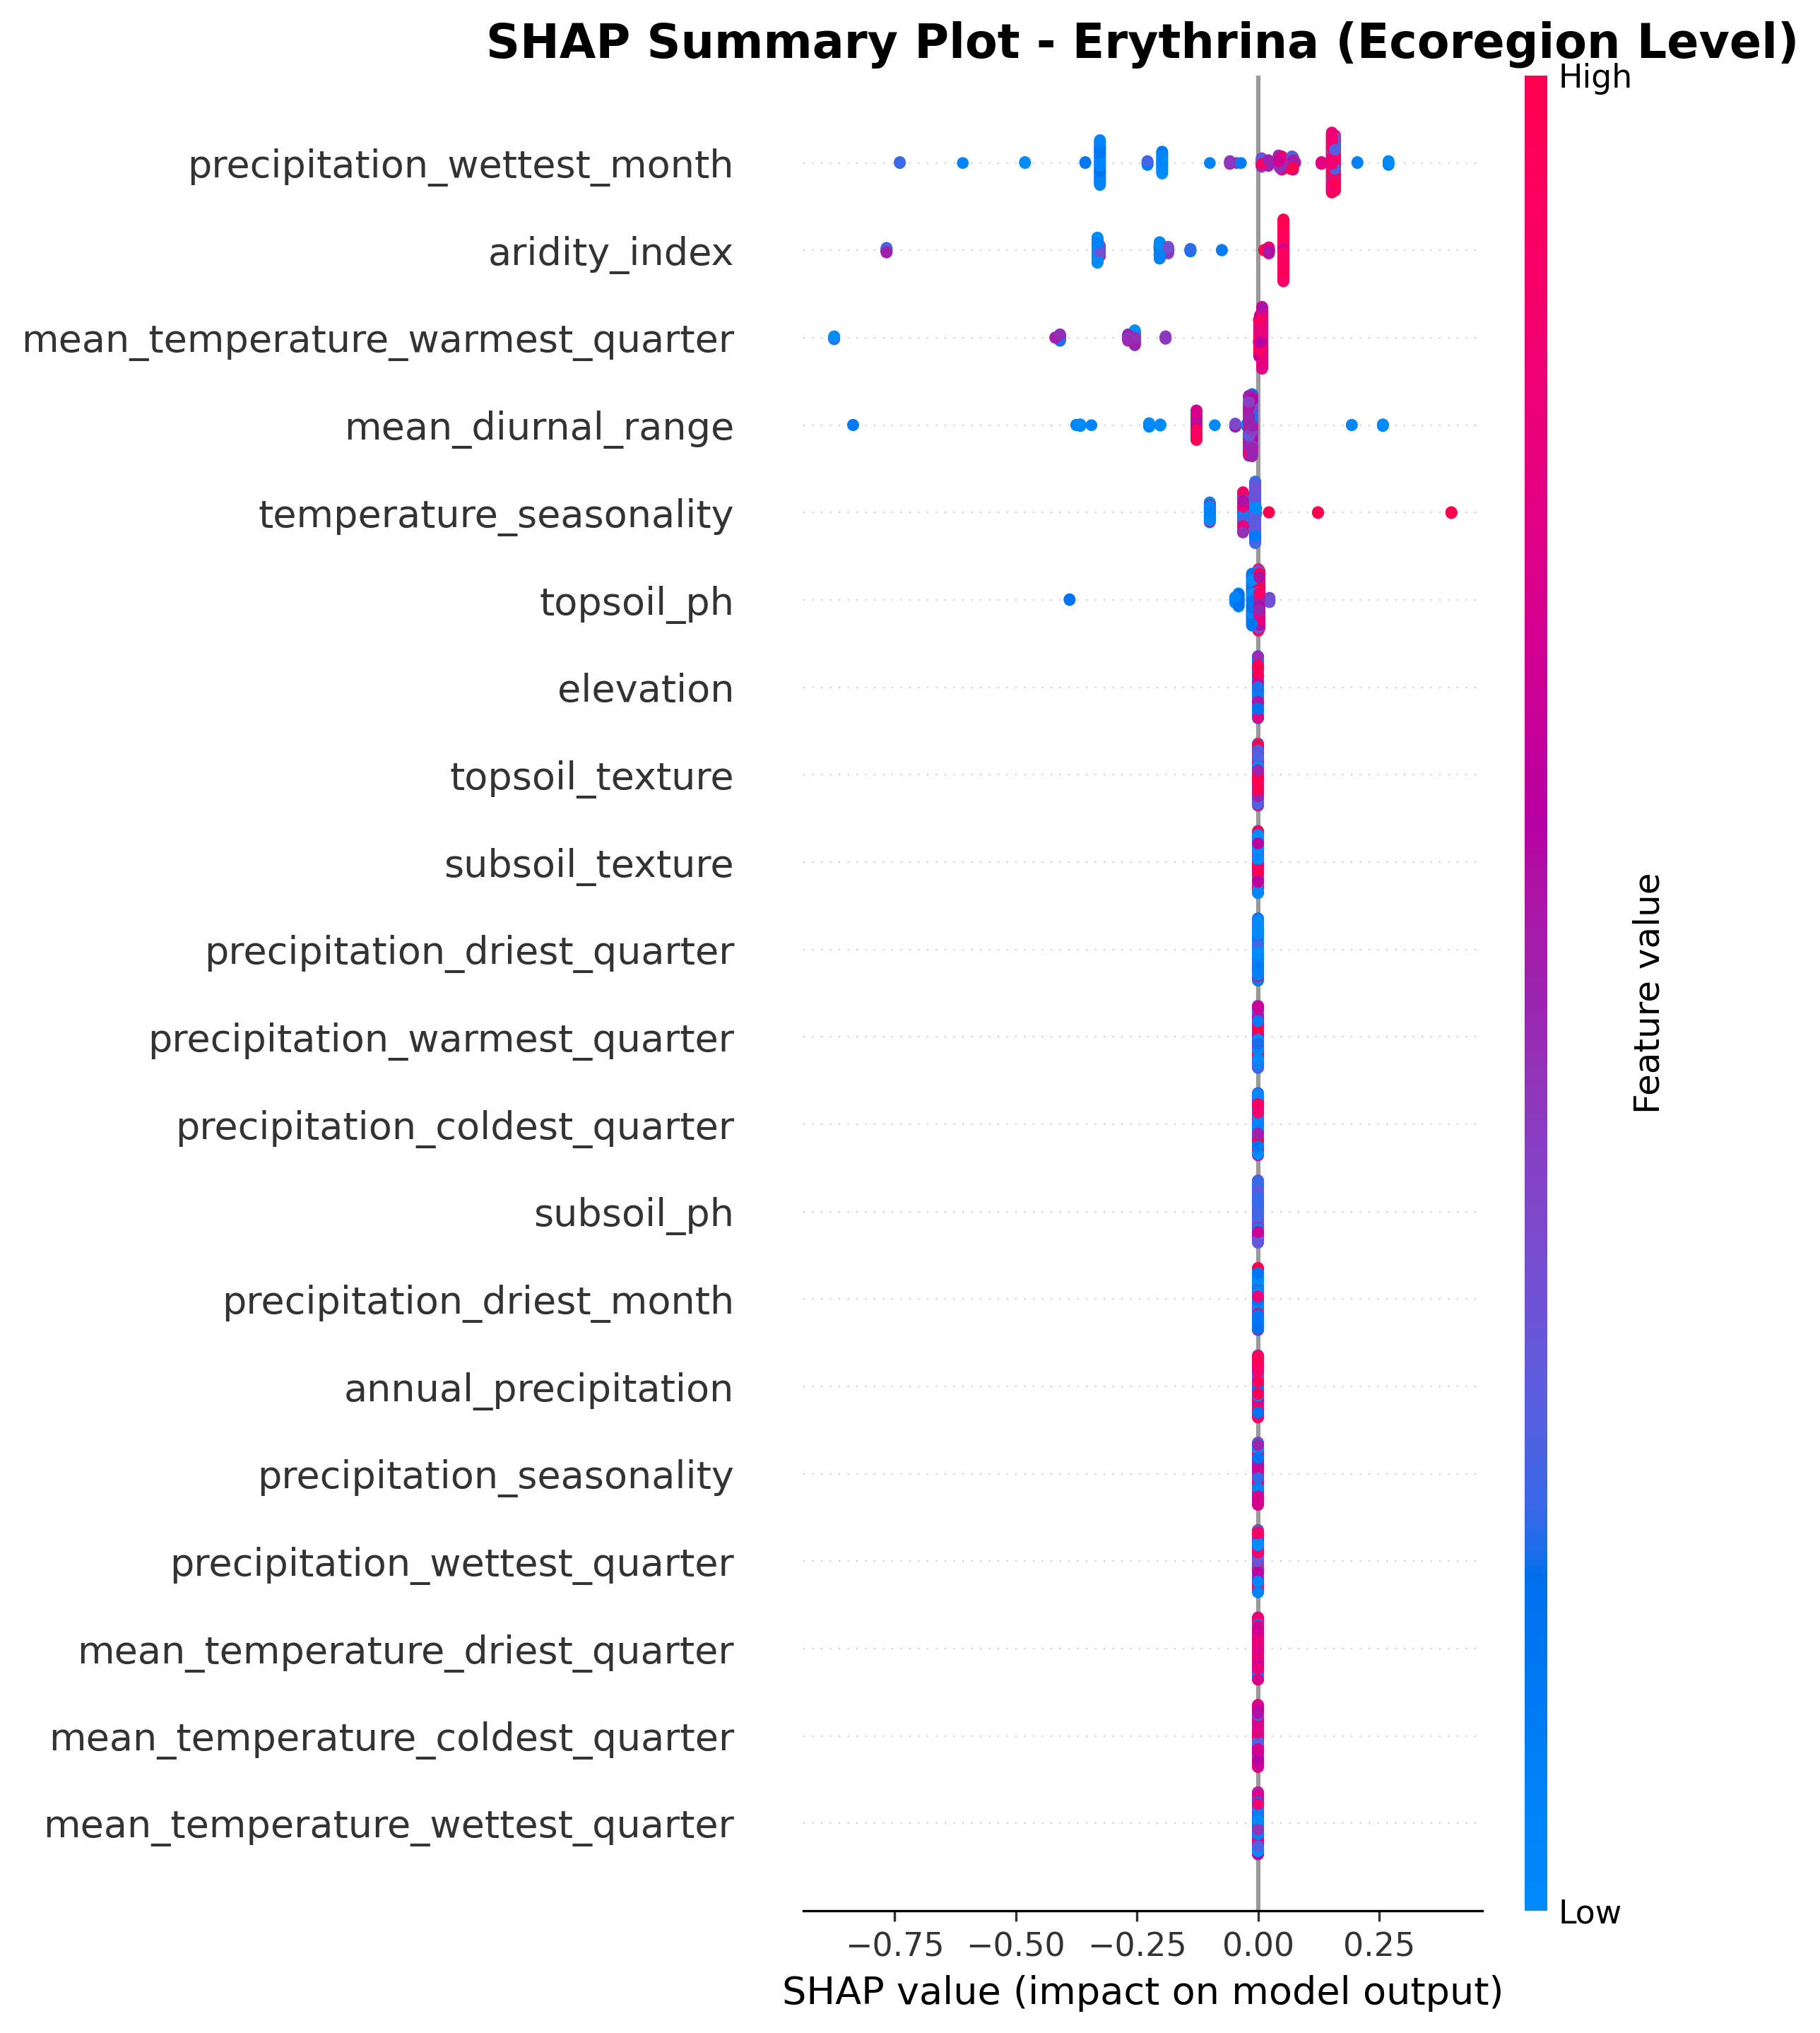 SHAP Summary Plot - Erythrina (Ecoregion Level)
High
precipitation_wettest_month
aridity_index
mean_temperature_warmest_quarter
mean_diurnal_range
temperature_seasonality
topsoil_ph
elevation
topsoil_texture
subsoil_texture
precipitation_driest_quarter
precipitation_warmest_quarter
precipitation_coldest_quarter
subsoil_ph
precipitation_driest_month
annual_precipitation
precipitation_seasonality
precipitation_wettest_quarter
mean_temperature_driest_quarter
mean_temperature_coldest_quarter
mean_temperature_wettest_quarter
Feature value
Low
−0.75 −0.50 −0.25 0.00 0.25
SHAP value (impact on model output)